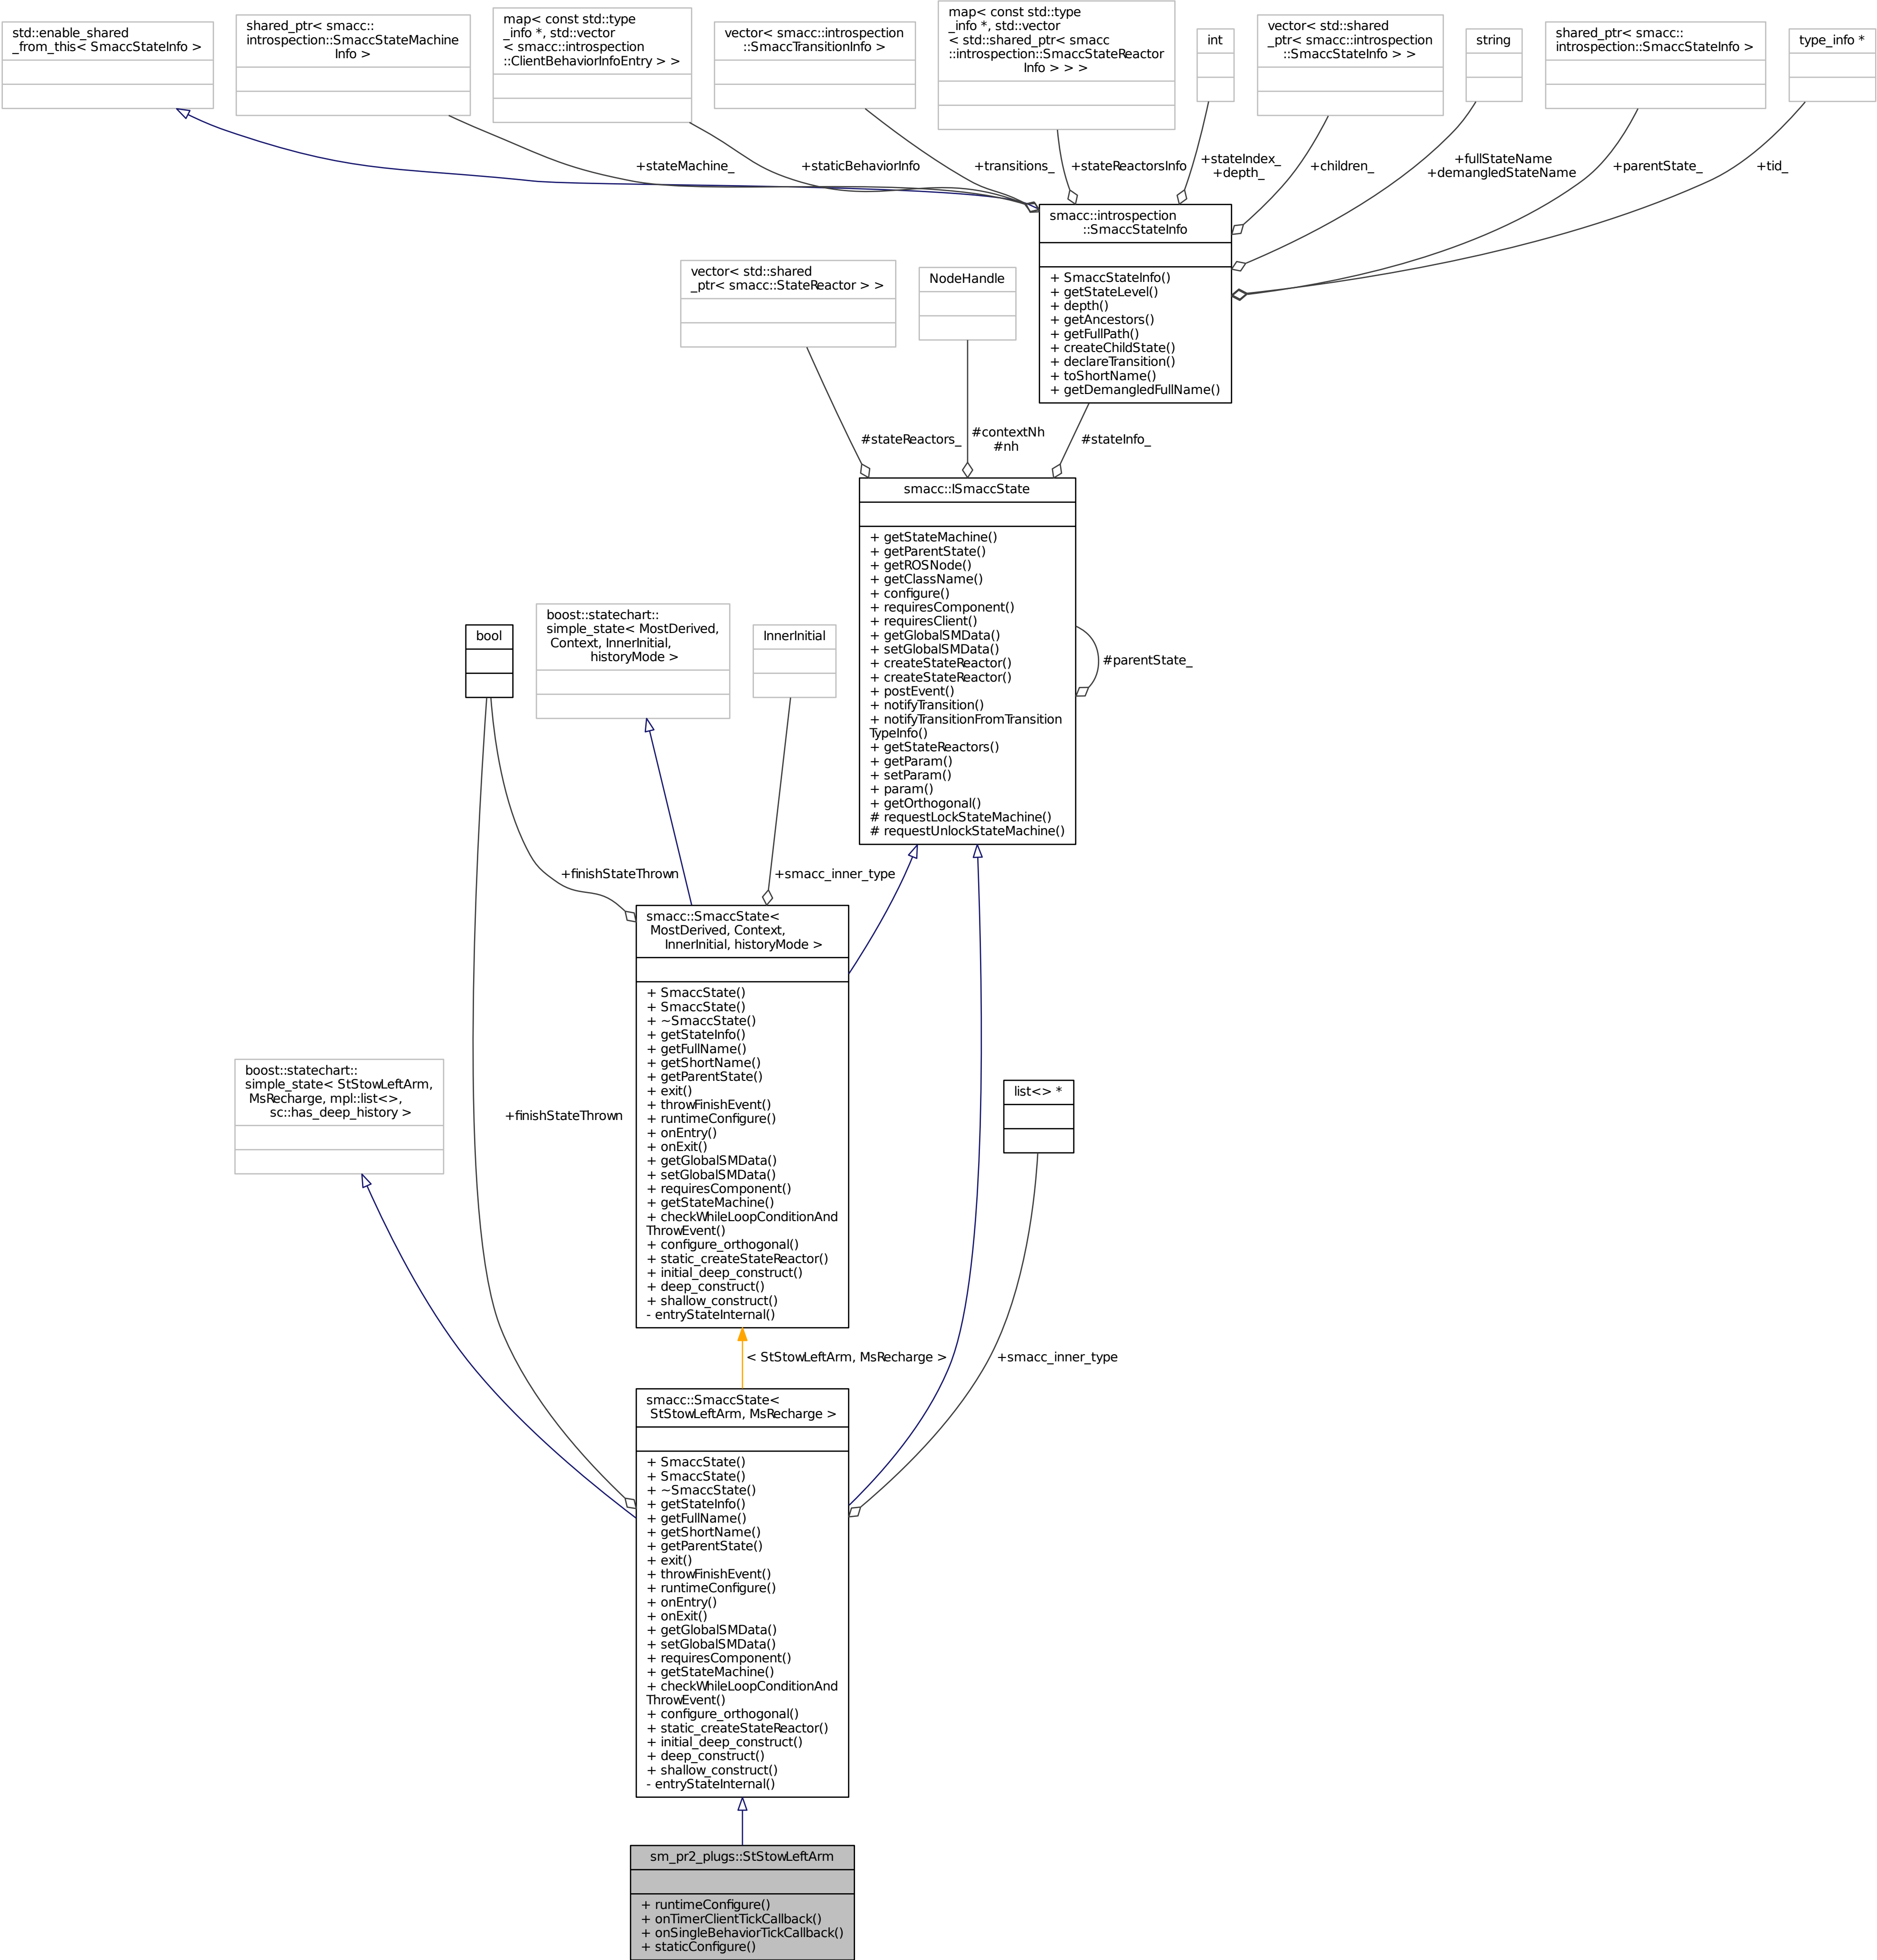 std::enable_shared
_from_this< SmaccStateInfo >
shared_ptr< smacc::
introspection::SmaccStateMachine
Info >
map< const std::type
_info *, std::vector
< smacc::introspection
::ClientBehaviorInfoEntry > >
vector< smacc::introspection
::SmaccTransitionInfo >
map< const std::type
_info *, std::vector
< std::shared_ptr< smacc
::introspection::SmaccStateReactor
Info > > >
int
vector< std::shared
_ptr< smacc::introspection
::SmaccStateInfo > >
string
shared_ptr< smacc::
introspection::SmaccStateInfo >
type_info *
+stateMachine_
+staticBehaviorInfo
+transitions_
+stateReactorsInfo
+stateIndex_
+depth_
+children_
+fullStateName
+demangledStateName
+parentState_
+tid_
smacc::introspection
::SmaccStateInfo
+ SmaccStateInfo()
+ getStateLevel()
+ depth()
+ getAncestors()
+ getFullPath()
+ createChildState()
+ declareTransition()
+ toShortName()
+ getDemangledFullName()
vector< std::shared
_ptr< smacc::StateReactor > >
NodeHandle
#stateReactors_
#contextNh
#nh
#stateInfo_
smacc::ISmaccState
+ getStateMachine()
+ getParentState()
+ getROSNode()
+ getClassName()
+ configure()
+ requiresComponent()
+ requiresClient()
+ getGlobalSMData()
+ setGlobalSMData()
+ createStateReactor()
+ createStateReactor()
+ postEvent()
+ notifyTransition()
+ notifyTransitionFromTransition
TypeInfo()
+ getStateReactors()
+ getParam()
+ setParam()
+ param()
+ getOrthogonal()
# requestLockStateMachine()
# requestUnlockStateMachine()
#parentState_
bool
boost::statechart::
simple_state< MostDerived,
Context, InnerInitial,
historyMode >
InnerInitial
+finishStateThrown
+smacc_inner_type
smacc::SmaccState<
MostDerived, Context,
InnerInitial, historyMode >
+ SmaccState()
+ SmaccState()
+ ~SmaccState()
+ getStateInfo()
+ getFullName()
+ getShortName()
+ getParentState()
+ exit()
+ throwFinishEvent()
+ runtimeConfigure()
+ onEntry()
+ onExit()
+ getGlobalSMData()
+ setGlobalSMData()
+ requiresComponent()
+ getStateMachine()
+ checkWhileLoopConditionAnd
ThrowEvent()
+ configure_orthogonal()
+ static_createStateReactor()
+ initial_deep_construct()
+ deep_construct()
+ shallow_construct()
- entryStateInternal()
boost::statechart::
simple_state< StStowLeftArm,
MsRecharge, mpl::list<>,
sc::has_deep_history >
+finishStateThrown
list<> *
< StStowLeftArm, MsRecharge >
+smacc_inner_type
smacc::SmaccState<
StStowLeftArm, MsRecharge >
+ SmaccState()
+ SmaccState()
+ ~SmaccState()
+ getStateInfo()
+ getFullName()
+ getShortName()
+ getParentState()
+ exit()
+ throwFinishEvent()
+ runtimeConfigure()
+ onEntry()
+ onExit()
+ getGlobalSMData()
+ setGlobalSMData()
+ requiresComponent()
+ getStateMachine()
+ checkWhileLoopConditionAnd
ThrowEvent()
+ configure_orthogonal()
+ static_createStateReactor()
+ initial_deep_construct()
+ deep_construct()
+ shallow_construct()
- entryStateInternal()
sm_pr2_plugs::StStowLeftArm
+ runtimeConfigure()
+ onTimerClientTickCallback()
+ onSingleBehaviorTickCallback()
+ staticConfigure()